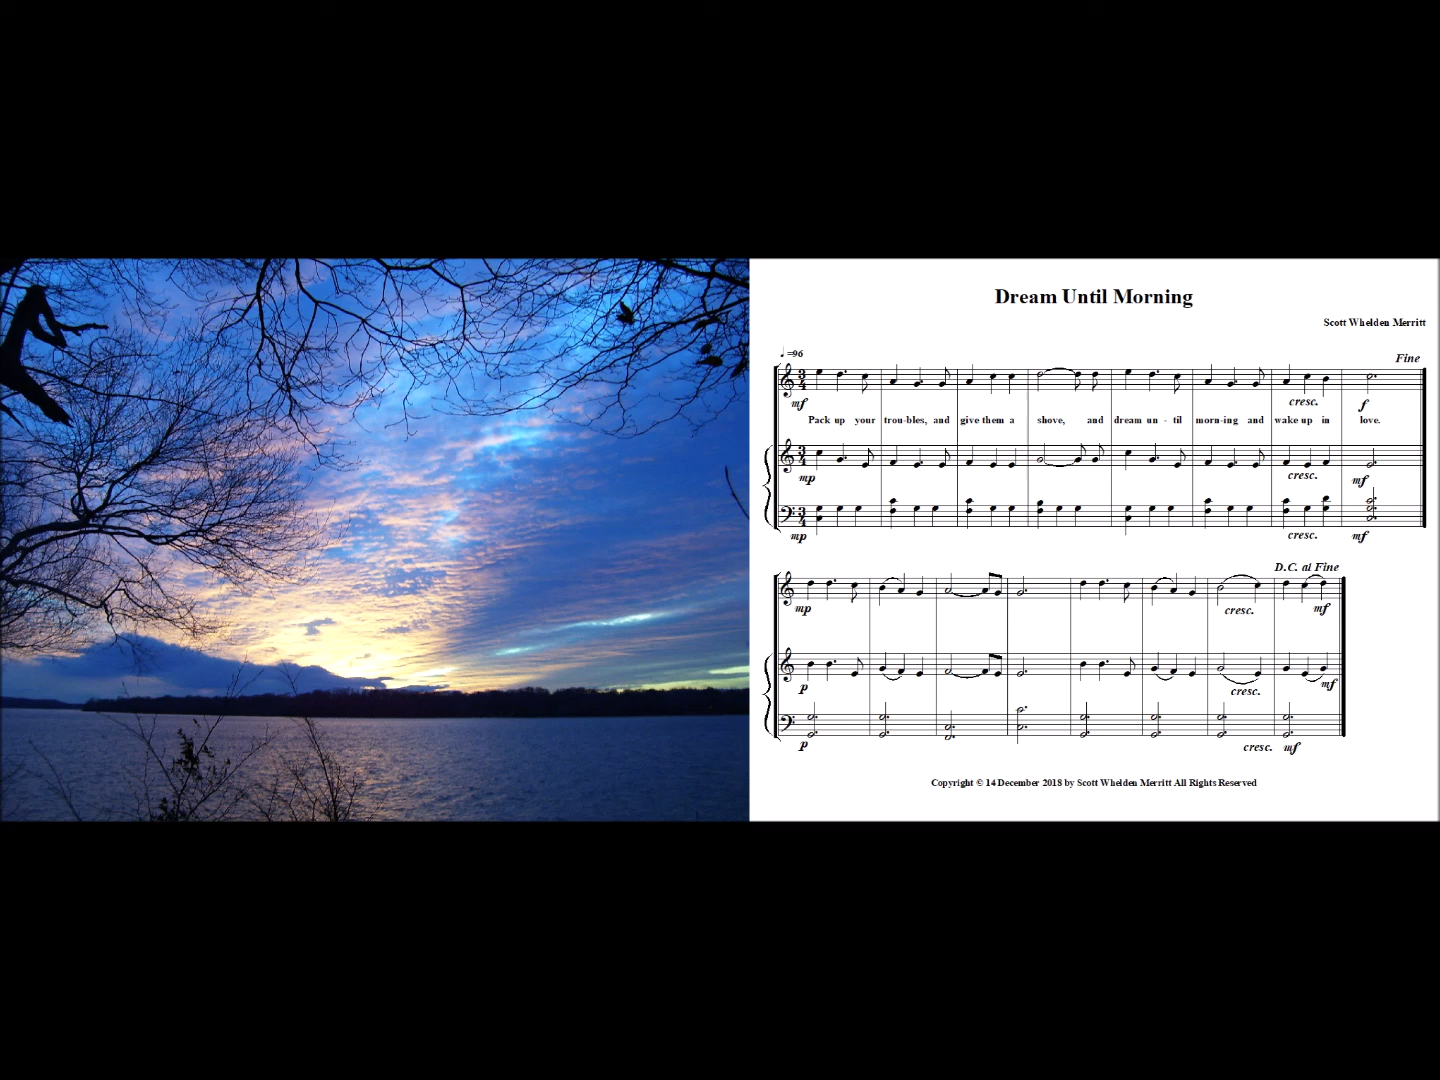 Dream Until Morning
Scott Whelden Merritt
♩=96
Fine
mf cresc. f
Pack up your trou-bles, and give them a shove, and dream un - til morn-ing and wake up in love.
mp cresc. mf
mp cresc. mf
D.C. al Fine
mp cresc. mf
p cresc. mf
p cresc. mf
Copyright © 14 December 2018 by Scott Whelden Merritt All Rights Reserved